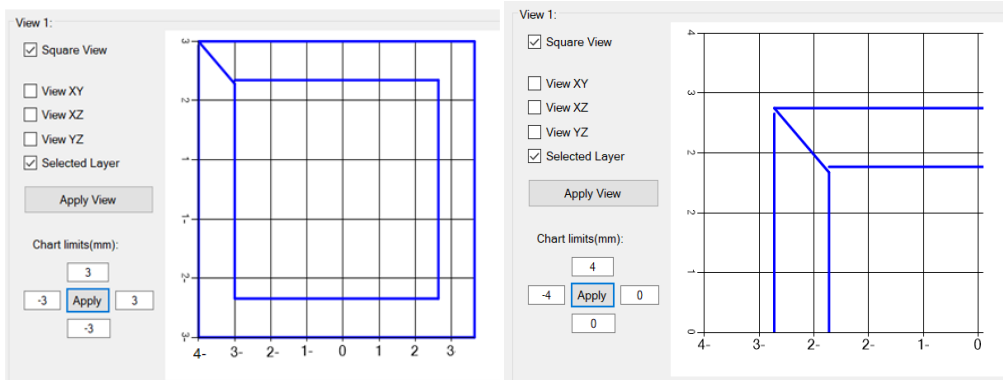 View 1:
Square View
View XY
View XZ
View YZ
Selected Layer
Apply View
Chart limits(mm):
3
-3 Apply 3
-3
3
2
1
1-
2-
3-
4- 3- 2- 1- 0 1 2 3
View 1:
Square View
View XY
View XZ
View YZ
Selected Layer
Apply View
Chart limits(mm):
4
-4 Apply 0
0
4
3
2
2
1
0
4- 3- 2- 2- 1- 0